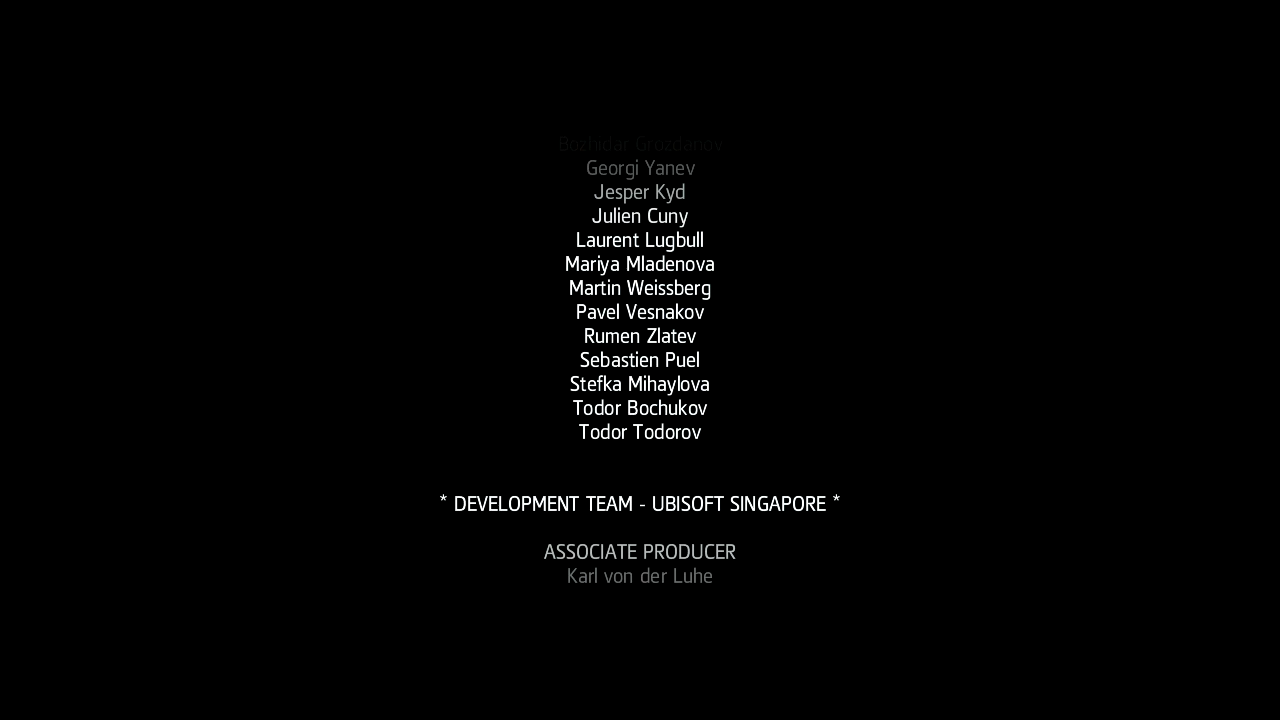 Bozhidar Grozdanov
Georgi Yanev
Jesper Kyd
Julien Cuny
Laurent Lugbull
Mariya Mladenova
Martin Weissberg
Pavel Vesnakov
Rumen Zlatev
Sebastien Puel
Stefka Mihaylova
Todor Bochukov
Todor Todorov
* DEVELOPMENT TEAM - UBISOFT SINGAPORE *
ASSOCIATE PRODUCER
Karl von der Luhe